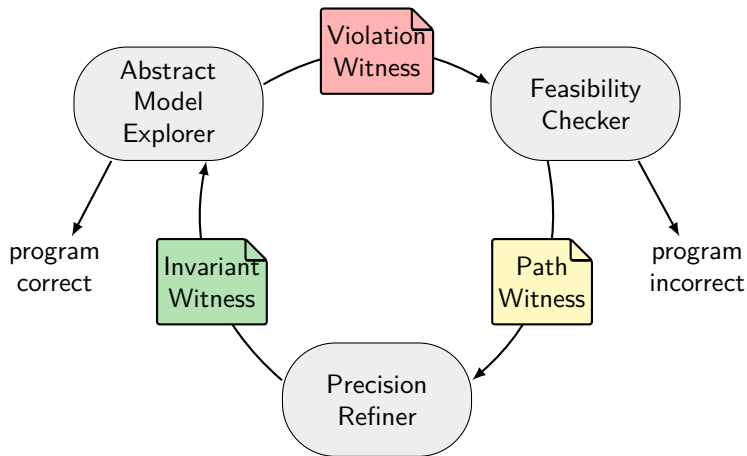 Violation
Witness
Abstract
Model
Explorer
Feasibility
Checker
program
correct
Invariant
Witness
Path
Witness
program
incorrect
Precision
Refiner